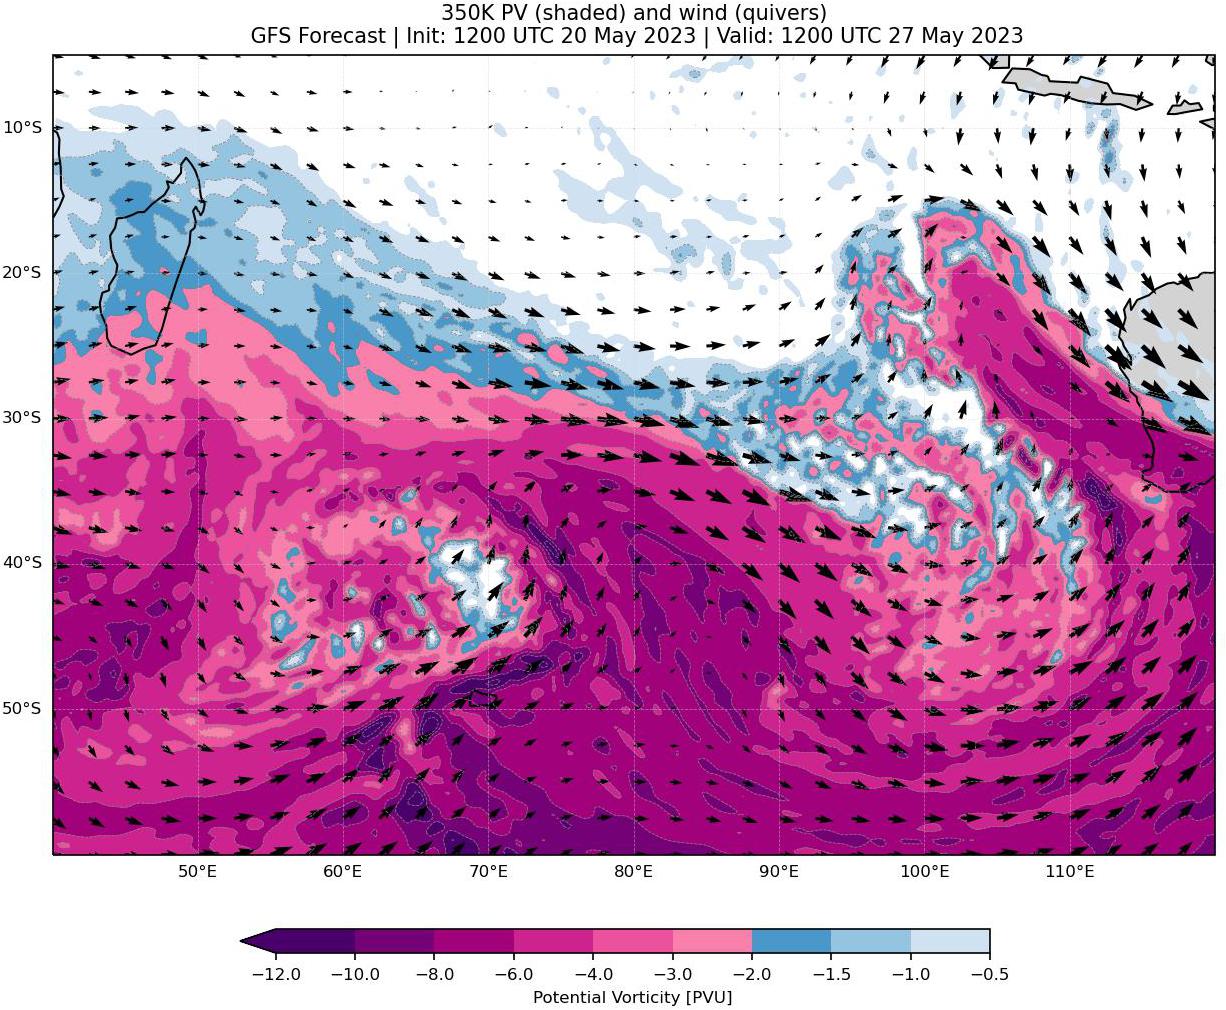 350K PV (shaded) and wind (quivers)
GFS Forecast | Init: 1200 UTC 20 May 2023 | Valid: 1200 UTC 27 May 2023
10°S
20°S
30°S
40°S
50°S
50°E 60°E 70°E 80°E 90°E 100°E 110°E
−12.0 −10.0 −8.0 −6.0 −4.0 −3.0 −2.0 −1.5 −1.0 −0.5
Potential Vorticity [PVU]